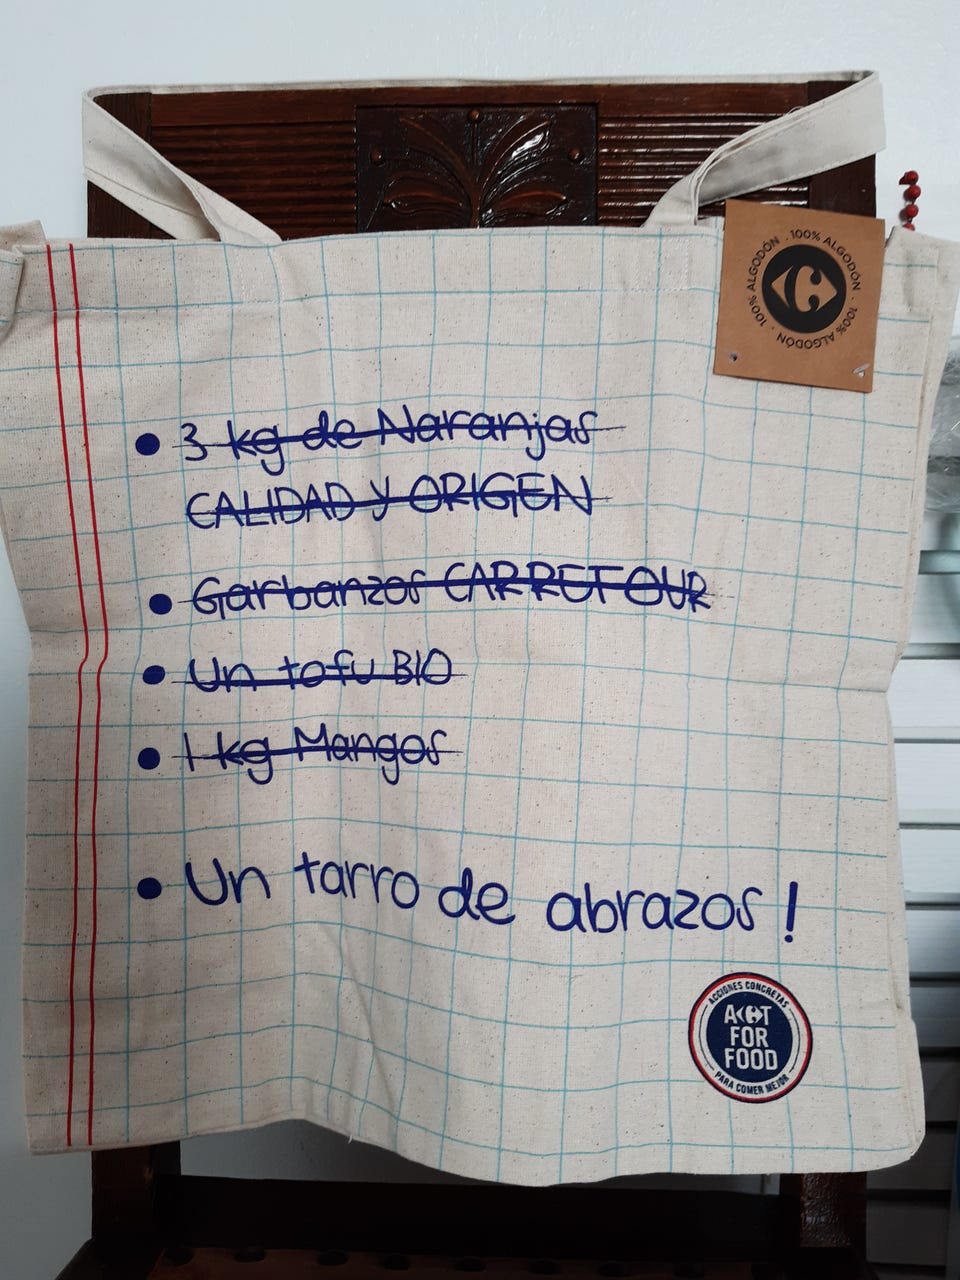 100% ALGODÓN · 100% ALGODÓN · 100% ALGODÓN · 100% ALGODÓN ·
• 3 kg de Naranjas
CALIDAD Y ORIGEN
• Garbanzos CARREFOUR
• Un tofu BIO
• 1 kg Mangos
• Un tarro de abrazos!
ACCIONES CONCRETAS
ACT
FOR
FOOD
PARA COMER MEJOR